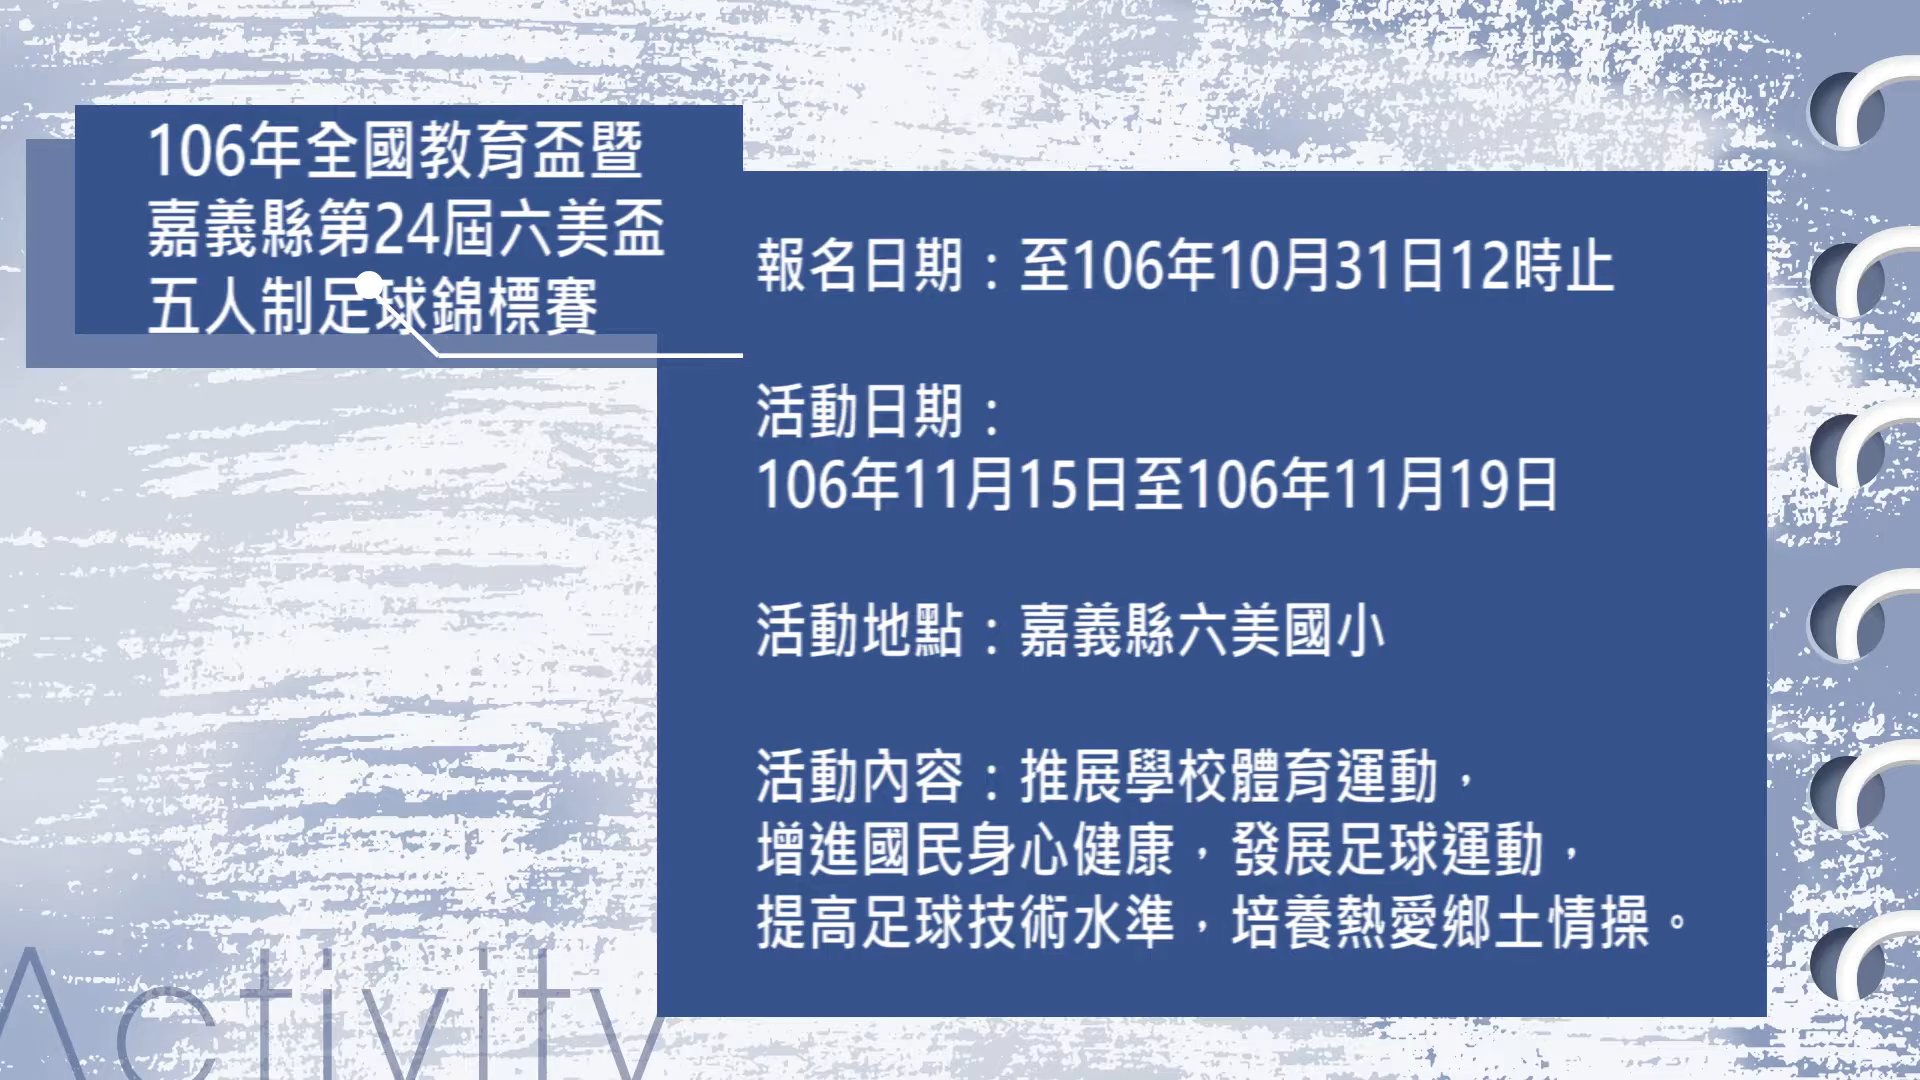 106年全國教育盃暨
嘉義縣第24屆六美盃
五人制足球錦標賽
報名日期：至106年10月31日12時止
活動日期：
106年11月15日至106年11月19日
活動地點：嘉義縣六美國小
活動內容：推展學校體育運動，
增進國民身心健康，發展足球運動，
提高足球技術水準，培養熱愛鄉土情操。
Activity